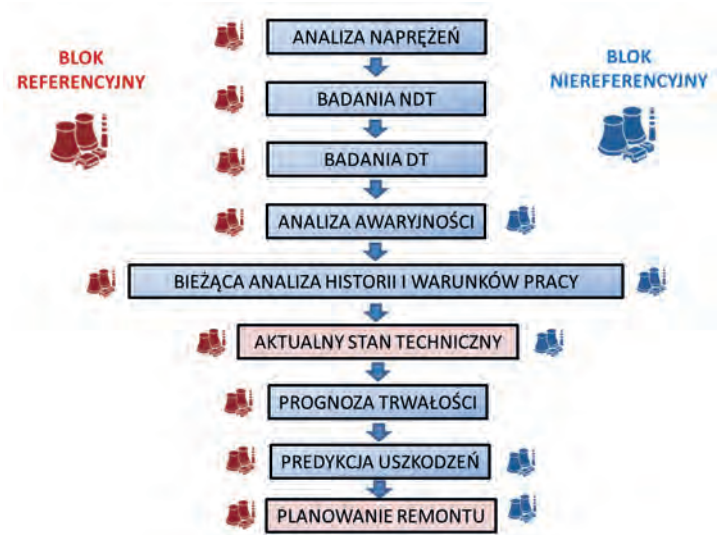 ANALIZA NAPRĘŻEŃ
BLOK
REFERENCYJNY
BLOK
NIEREFERENCYJNY
BADANIA NDT
BADANIA DT
ANALIZA AWARYJNOŚCI
BIEŻĄCA ANALIZA HISTORII I WARUNKÓW PRACY
AKTUALNY STAN TECHNICZNY
PROGNOZA TRWAŁOŚCI
PREDYKCJA USZKODZEŃ
PLANOWANIE REMONTU